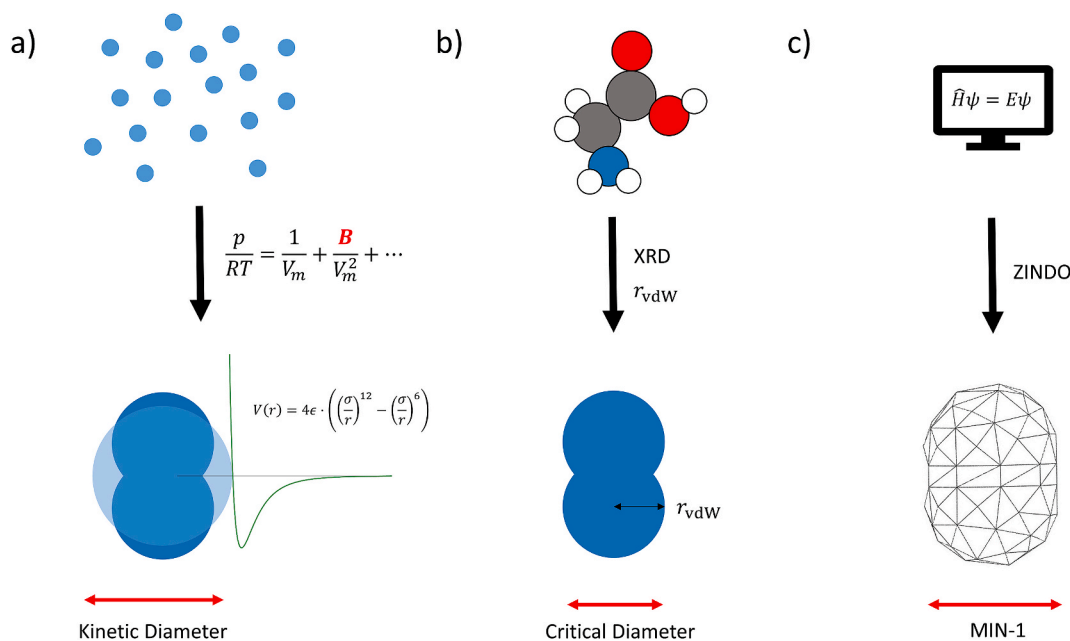 a)
p/RT = 1/V_m + B/V_m^2 + ⋯
V(r) = 4ϵ · ((σ/r)^12 − (σ/r)^6)
Kinetic Diameter
b)
XRD
r_vdW
r_vdW
Critical Diameter
c)
Ĥψ = Eψ
ZINDO
MIN-1